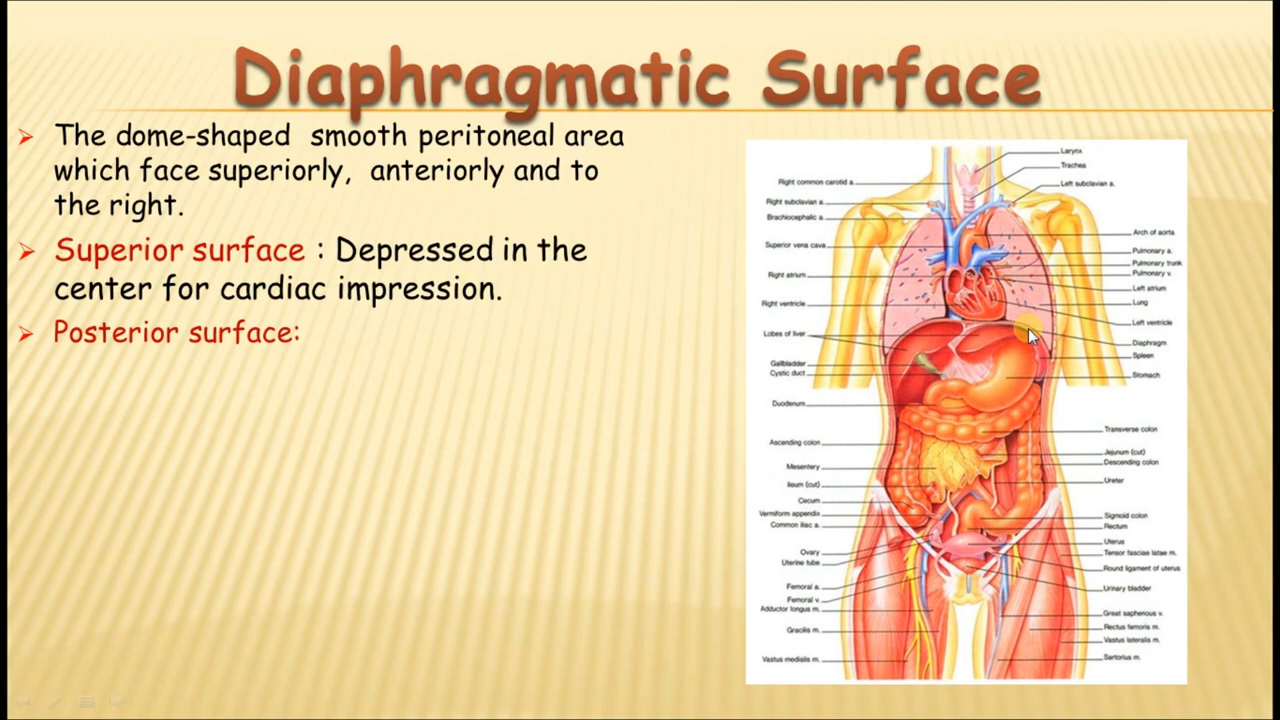 Diaphragmatic Surface
The dome-shaped smooth peritoneal area
which face superiorly, anteriorly and to
the right.
Superior surface : Depressed in the
center for cardiac impression.
Posterior surface:
Larynx
Trachea
Right common carotid a.
Left subclavian a.
Right subclavian a.
Brachiocephalic a.
Arch of aorta
Superior vena cava
Pulmonary a.
Pulmonary trunk
Right atrium
Pulmonary v.
Left atrium
Right ventricle
Lung
Left ventricle
Lobes of liver
Diaphragm
Spleen
Gallbladder
Cystic duct
Stomach
Duodenum
Transverse colon
Ascending colon
Jejunum (cut)
Descending colon
Mesentery
Ureter
Ileum (cut)
Cecum
Vermiform appendix
Sigmoid colon
Common iliac a.
Rectum
Uterus
Ovary
Tensor fasciae latae m.
Uterine tube
Round ligament of uterus
Femoral a.
Urinary bladder
Femoral v.
Adductor longus m.
Great saphenous v.
Gracilis m.
Rectus femoris m.
Vastus lateralis m.
Vastus medialis m.
Sartorius m.